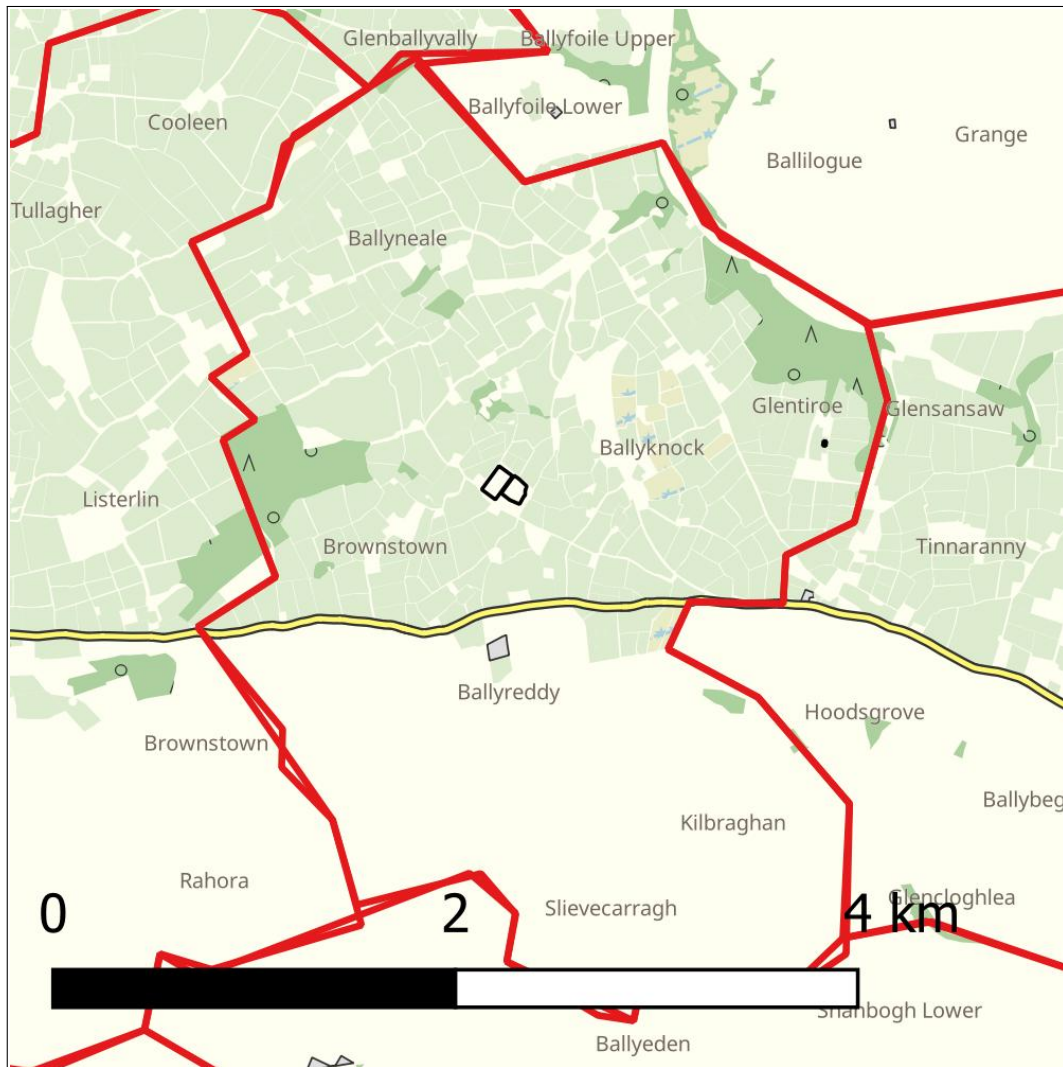 Glenballyvally
Ballyfoile Upper
Ballyfoile Lower
Cooleen
Grange
Ballilogue
Tullagher
Ballyneale
Glentiroe
Glensansaw
Ballyknock
Listerlin
Brownstown
Tinnaranny
Ballyreddy
Hoodsgrove
Brownstown
Ballybeg
Kilbraghan
Rahora
Glencloghlea
Slievecarragh
0 2 4 km
Shanbogh Lower
Ballyeden